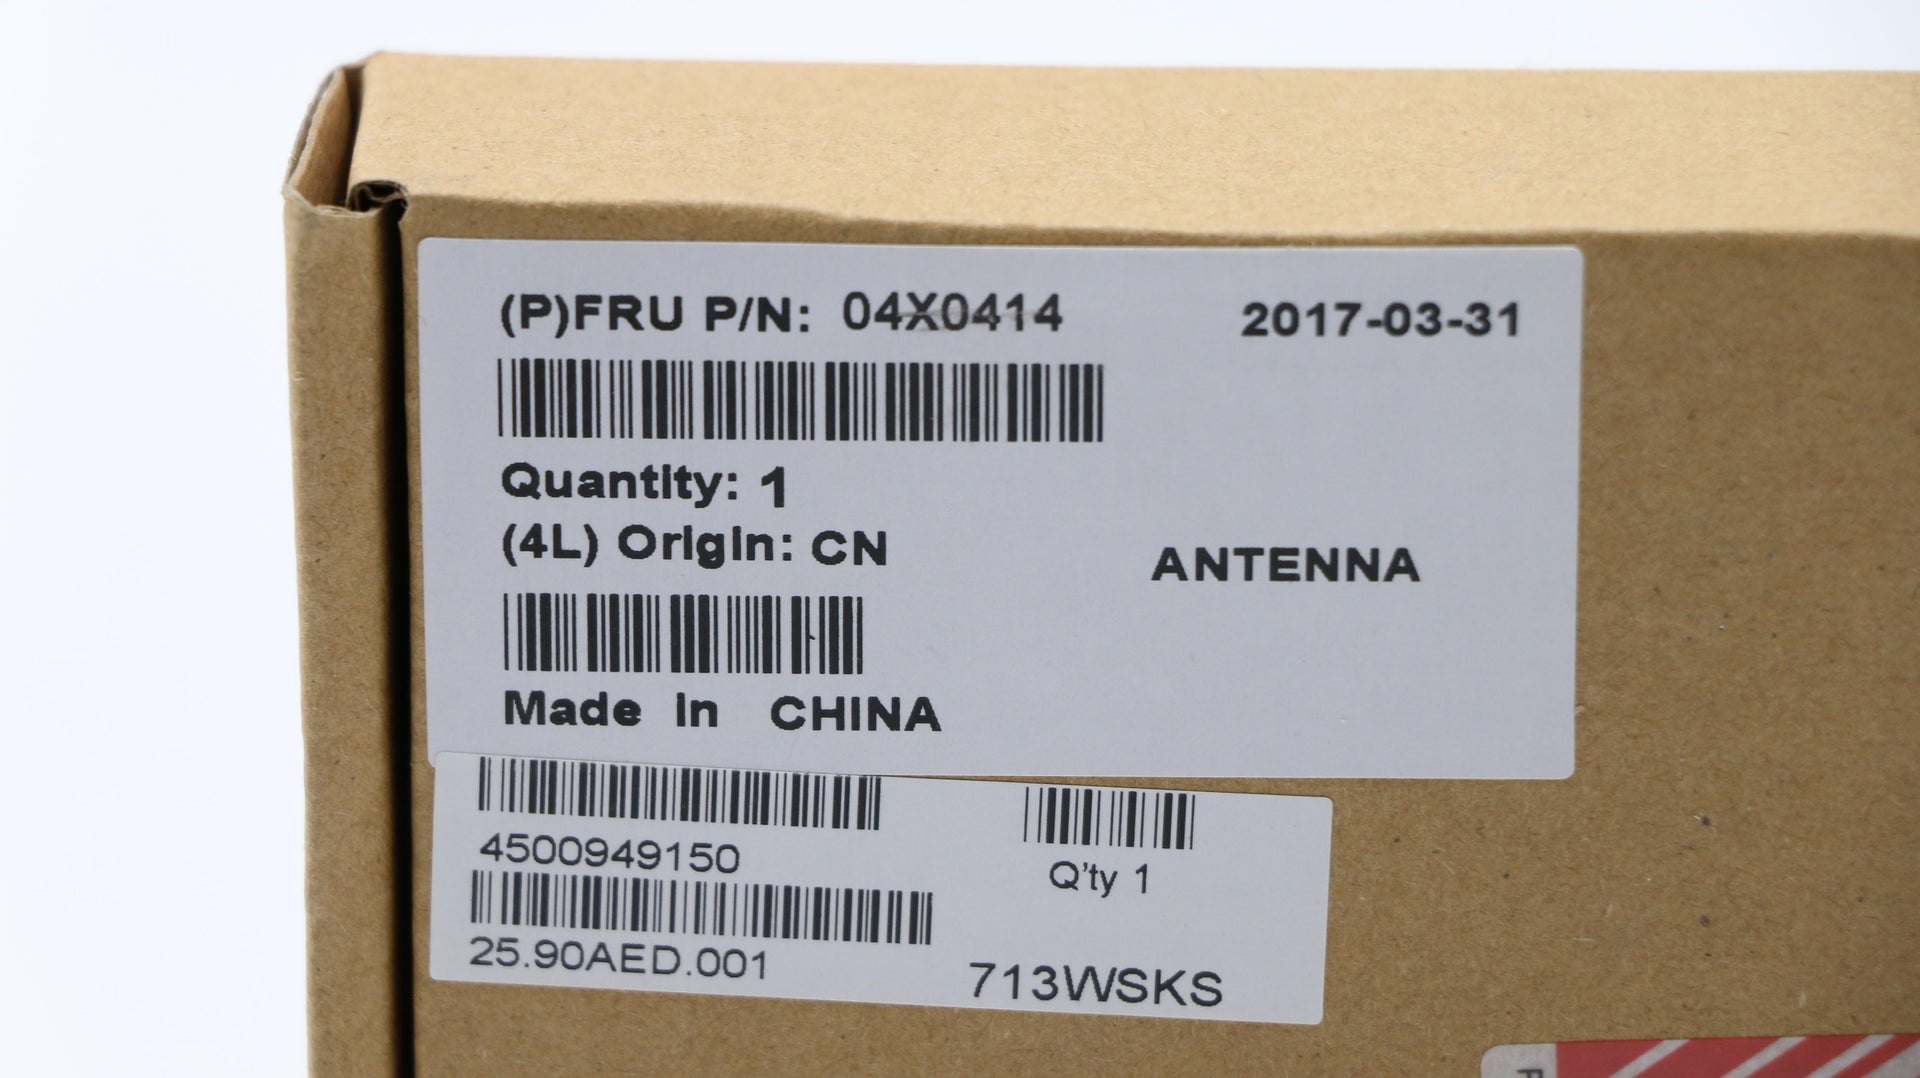 (P)FRU P/N: 04X0414 2017-03-31
Quantity: 1
(4L) Origin: CN
ANTENNA
Made In CHINA
4500949150
Q'ty 1
25.90AED.001
713WSKS